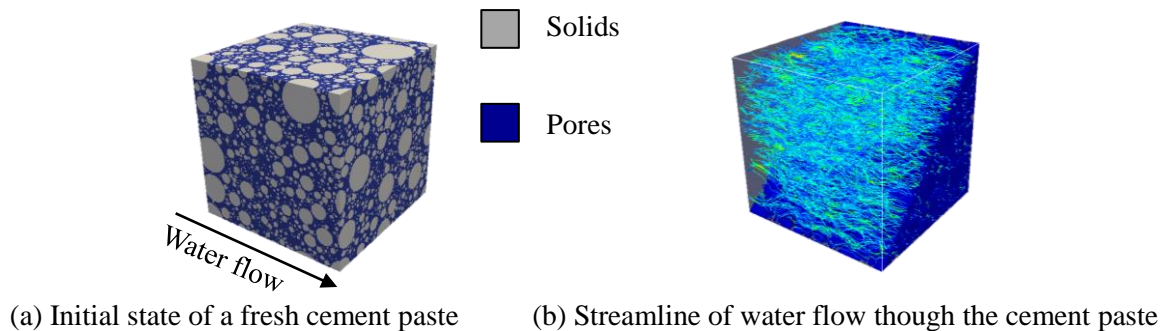 Solids
Pores
Water flow
(a) Initial state of a fresh cement paste
(b) Streamline of water flow though the cement paste